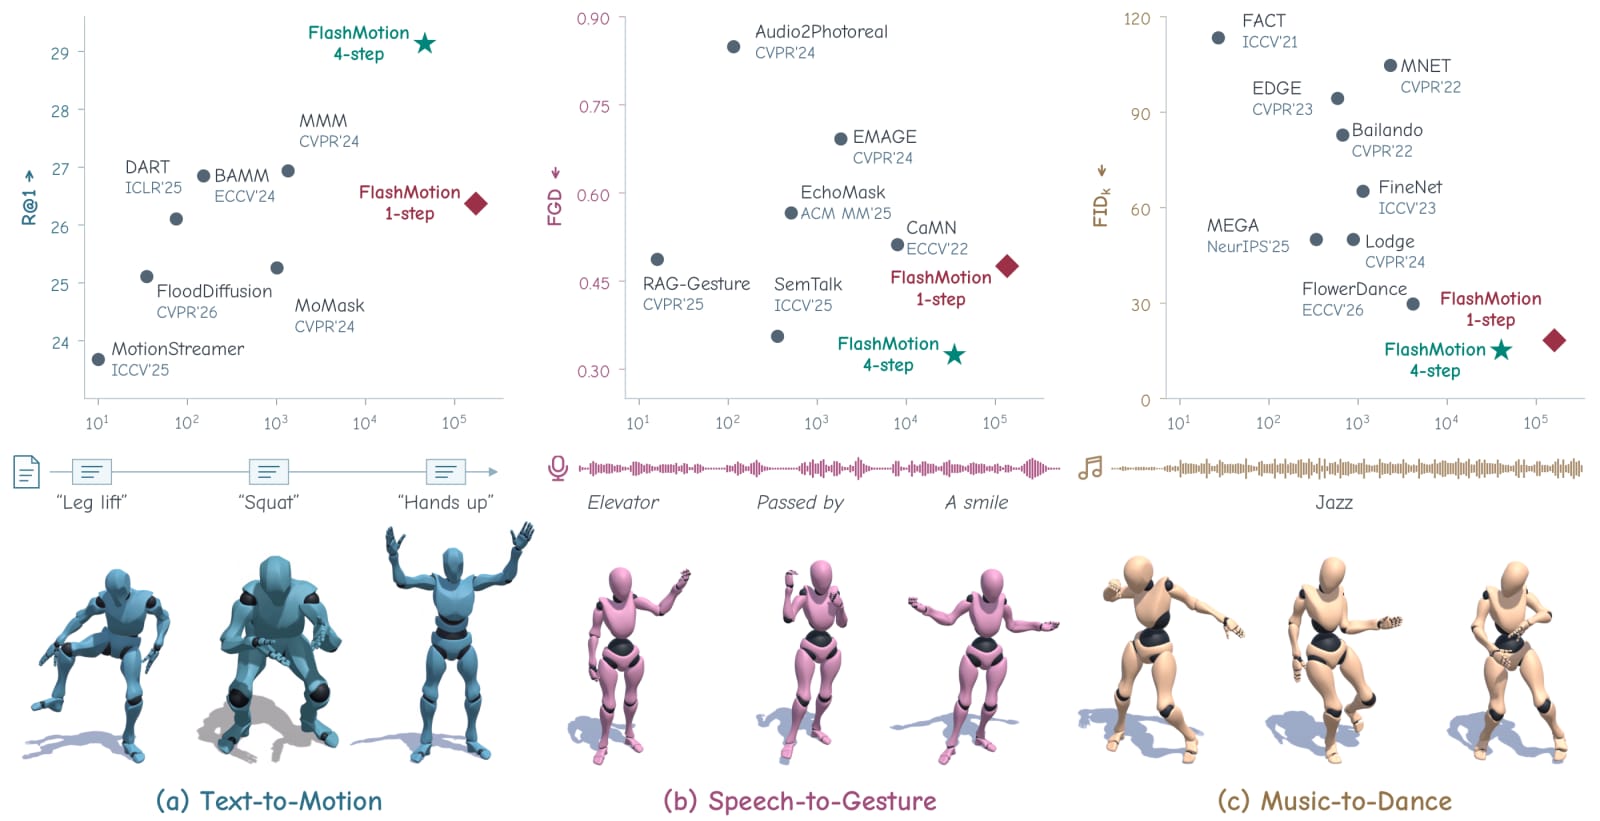 R@1 →
29
28
27
26
25
24
10¹
10²
10³
10⁴
10⁵
FlashMotion
4-step
MMM
CVPR'24
DART
ICLR'25
BAMM
ECCV'24
FlashMotion
1-step
FloodDiffusion
CVPR'26
MoMask
CVPR'24
MotionStreamer
ICCV'25
FGD ←
0.90
0.75
0.60
0.45
0.30
10¹
10²
10³
10⁴
10⁵
Audio2Photoreal
CVPR'24
EMAGE
CVPR'24
EchoMask
ACM MM'25
CaMN
ECCV'22
RAG-Gesture
CVPR'25
SemTalk
ICCV'25
FlashMotion
1-step
FlashMotion
4-step
FIDₖ ←
120
90
60
30
0
10¹
10²
10³
10⁴
10⁵
FACT
ICCV'21
MNET
CVPR'22
EDGE
CVPR'23
Bailando
CVPR'22
FineNet
ICCV'23
MEGA
NeurIPS'25
Lodge
CVPR'24
FlowerDance
ECCV'26
FlashMotion
1-step
FlashMotion
4-step
“Leg lift”
“Squat”
“Hands up”
Elevator
Passed by
A smile
Jazz
(a) Text-to-Motion
(b) Speech-to-Gesture
(c) Music-to-Dance